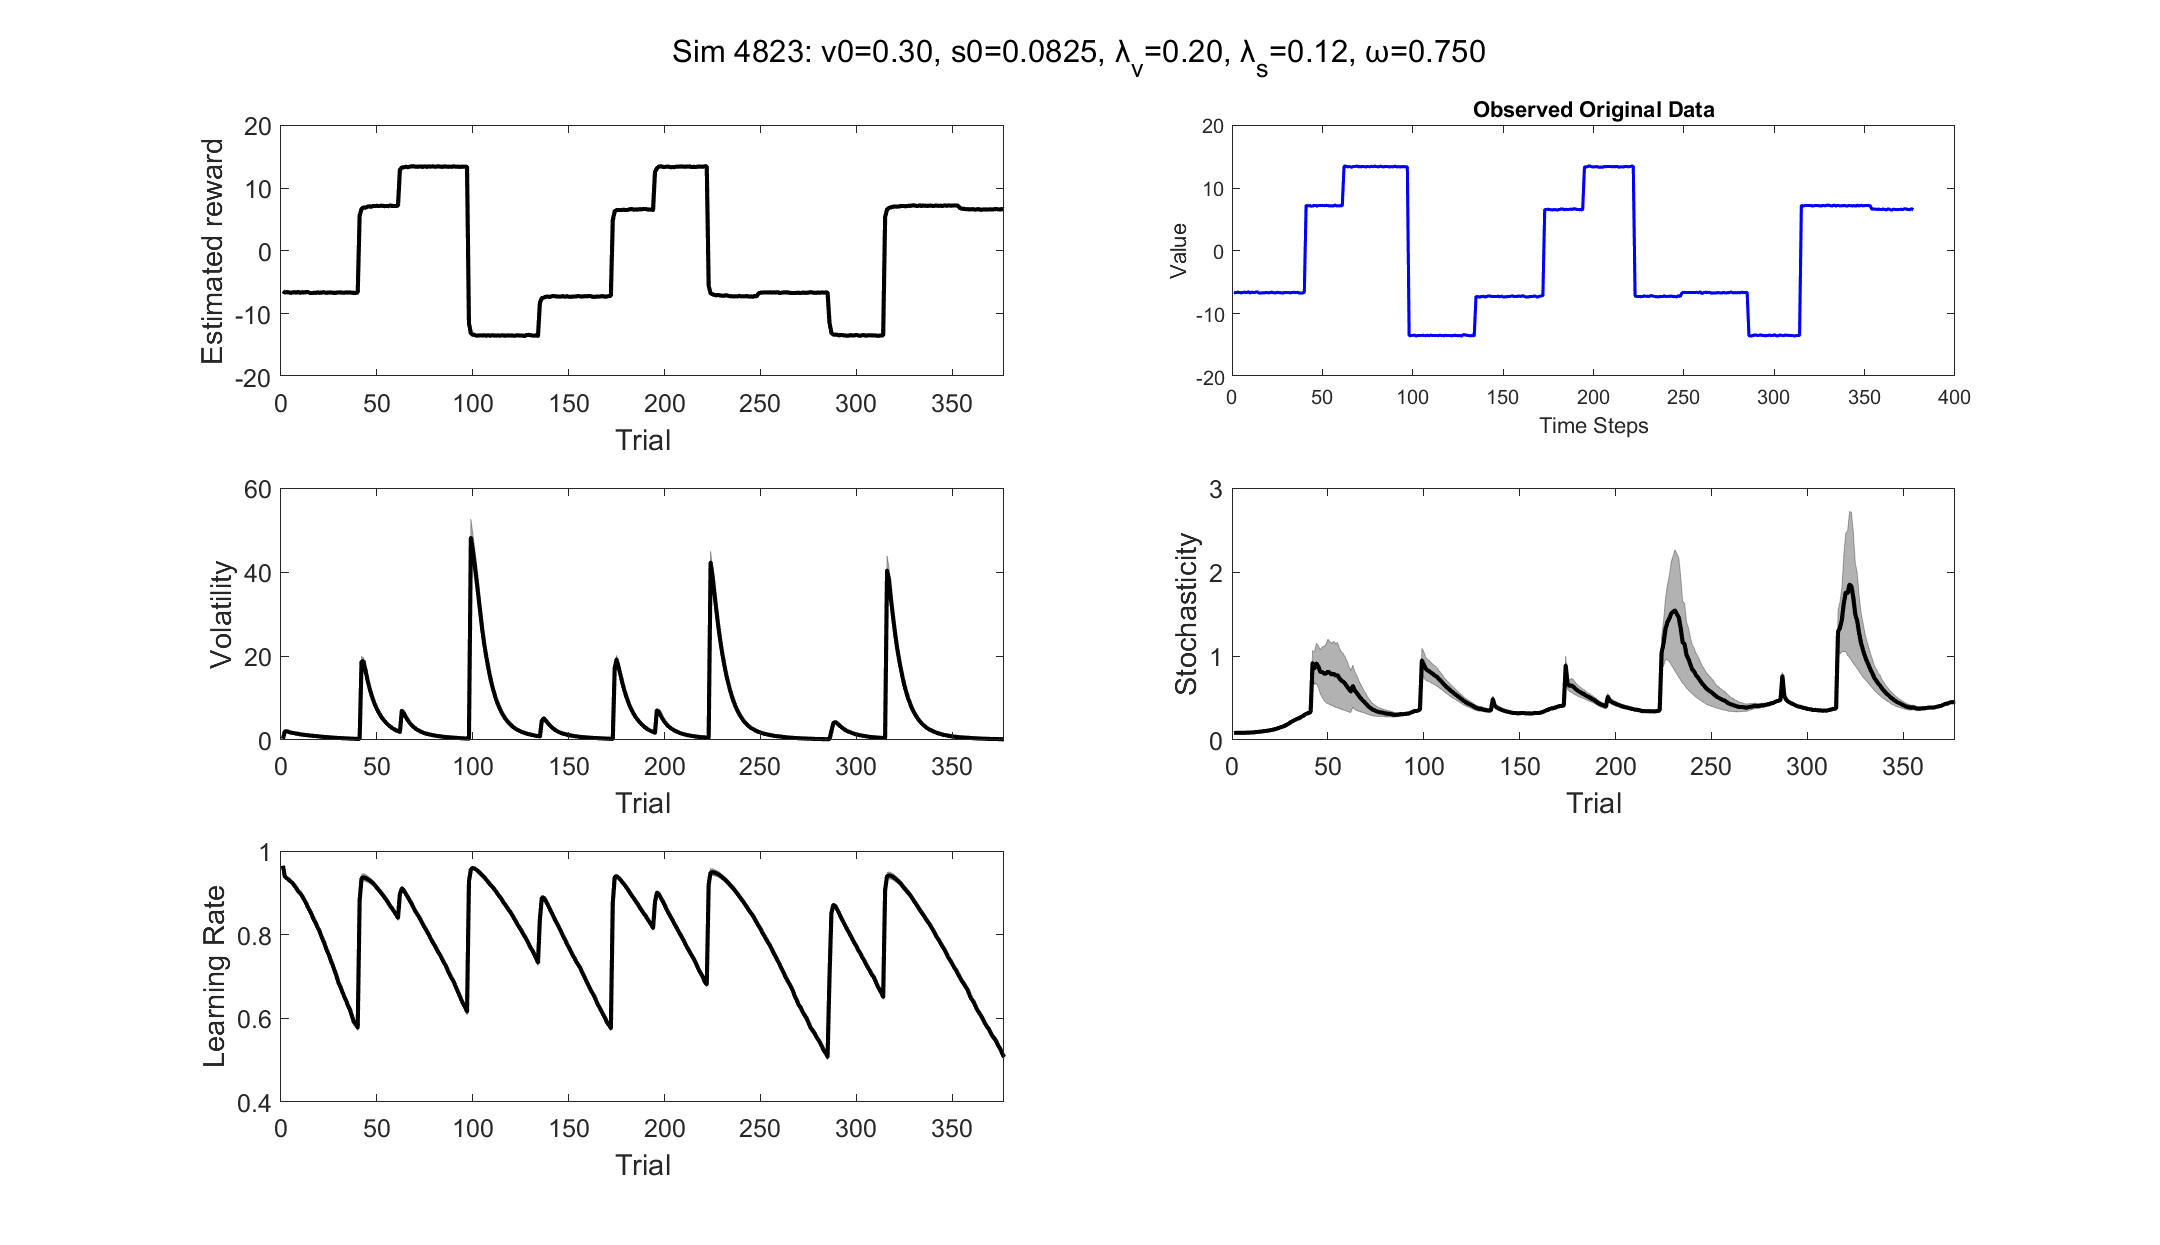 Sim 4823: v0=0.30, s0=0.0825, λv=0.20, λs=0.12, ω=0.750
Estimated reward
20
10
0
-10
-20
0 50 100 150 200 250 300 350
Trial
Observed Original Data
Value
20
10
0
-10
-20
0 50 100 150 200 250 300 350 400
Time Steps
Volatility
60
40
20
0
0 50 100 150 200 250 300 350
Trial
Stochasticity
3
2
1
0
0 50 100 150 200 250 300 350
Trial
Learning Rate
1
0.8
0.6
0.4
0 50 100 150 200 250 300 350
Trial